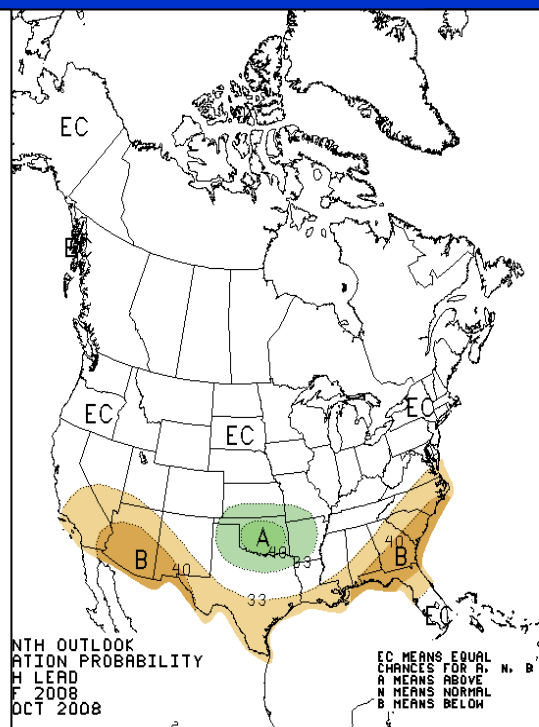 EC
E
EC
EC
EC
A
40
33
B
40
40
B
33
EC
NTH OUTLOOK
ATION PROBABILITY
H LEAD
F 2008
OCT 2008
EC MEANS EQUAL
CHANCES FOR A, N, B
A MEANS ABOVE
N MEANS NORMAL
B MEANS BELOW